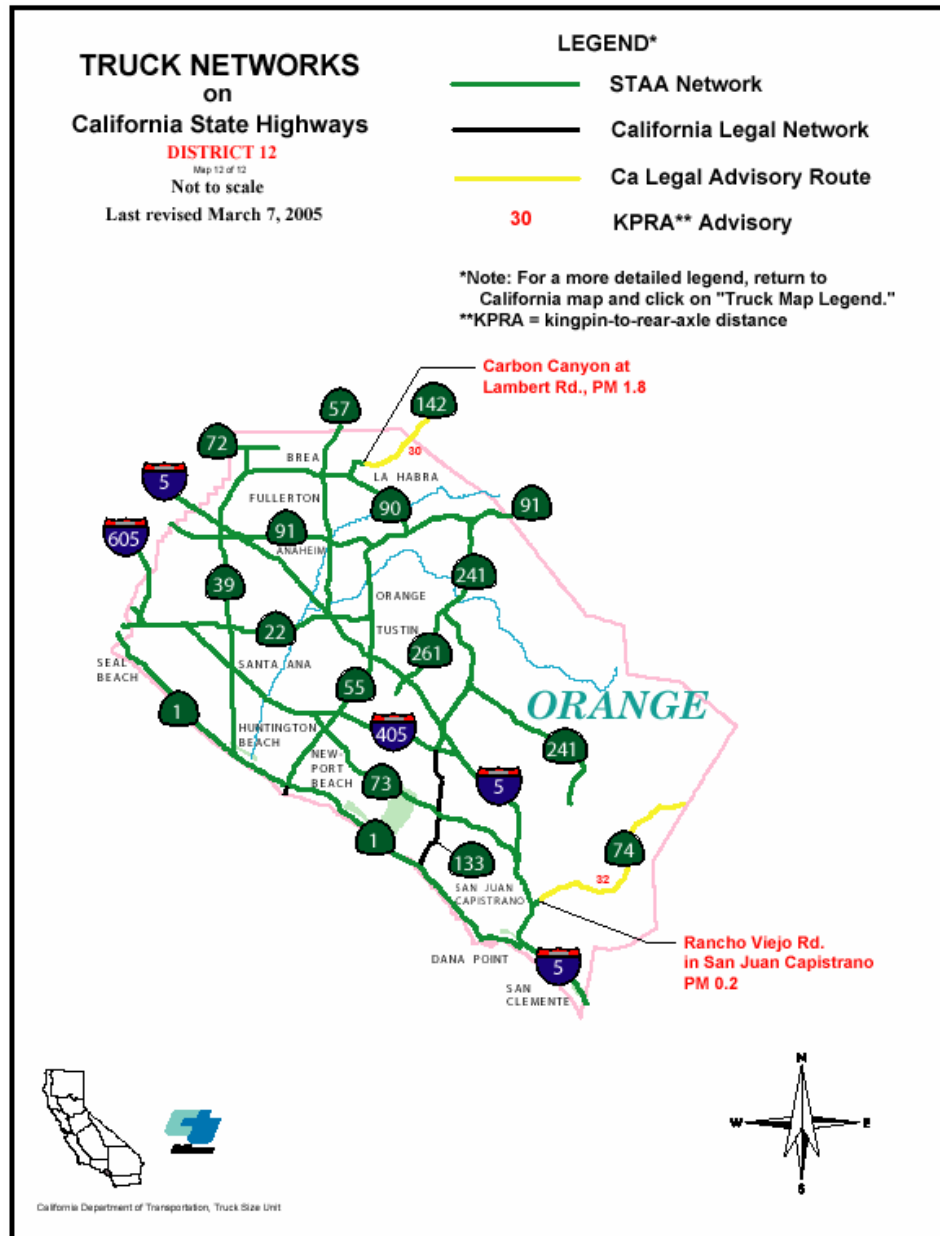 TRUCK NETWORKS
on
California State Highways
DISTRICT 12
Map 12 of 12
Not to scale
Last revised March 7, 2005
LEGEND*
STAA Network
California Legal Network
Ca Legal Advisory Route
30 KPRA** Advisory
*Note: For a more detailed legend, return to
California map and click on "Truck Map Legend."
**KPRA = kingpin-to-rear-axle distance
Carbon Canyon at
Lambert Rd., PM 1.8
57
142
72
30
BREA
LA HABRA
5
FULLERTON
90
91
605
91
ANAHEIM
39
241
ORANGE
22
TUSTIN
261
SANTA ANA
SEAL
BEACH
55
1
ORANGE
HUNTINGTON
BEACH
405
241
NEW-
PORT
BEACH
73
5
1
133
74
SAN JUAN
CAPISTRANO
32
DANA POINT
Rancho Viejo Rd.
in San Juan Capistrano
PM 0.2
5
SAN
CLEMENTE
N
W
E
S
California Department of Transportation, Truck Size Unit